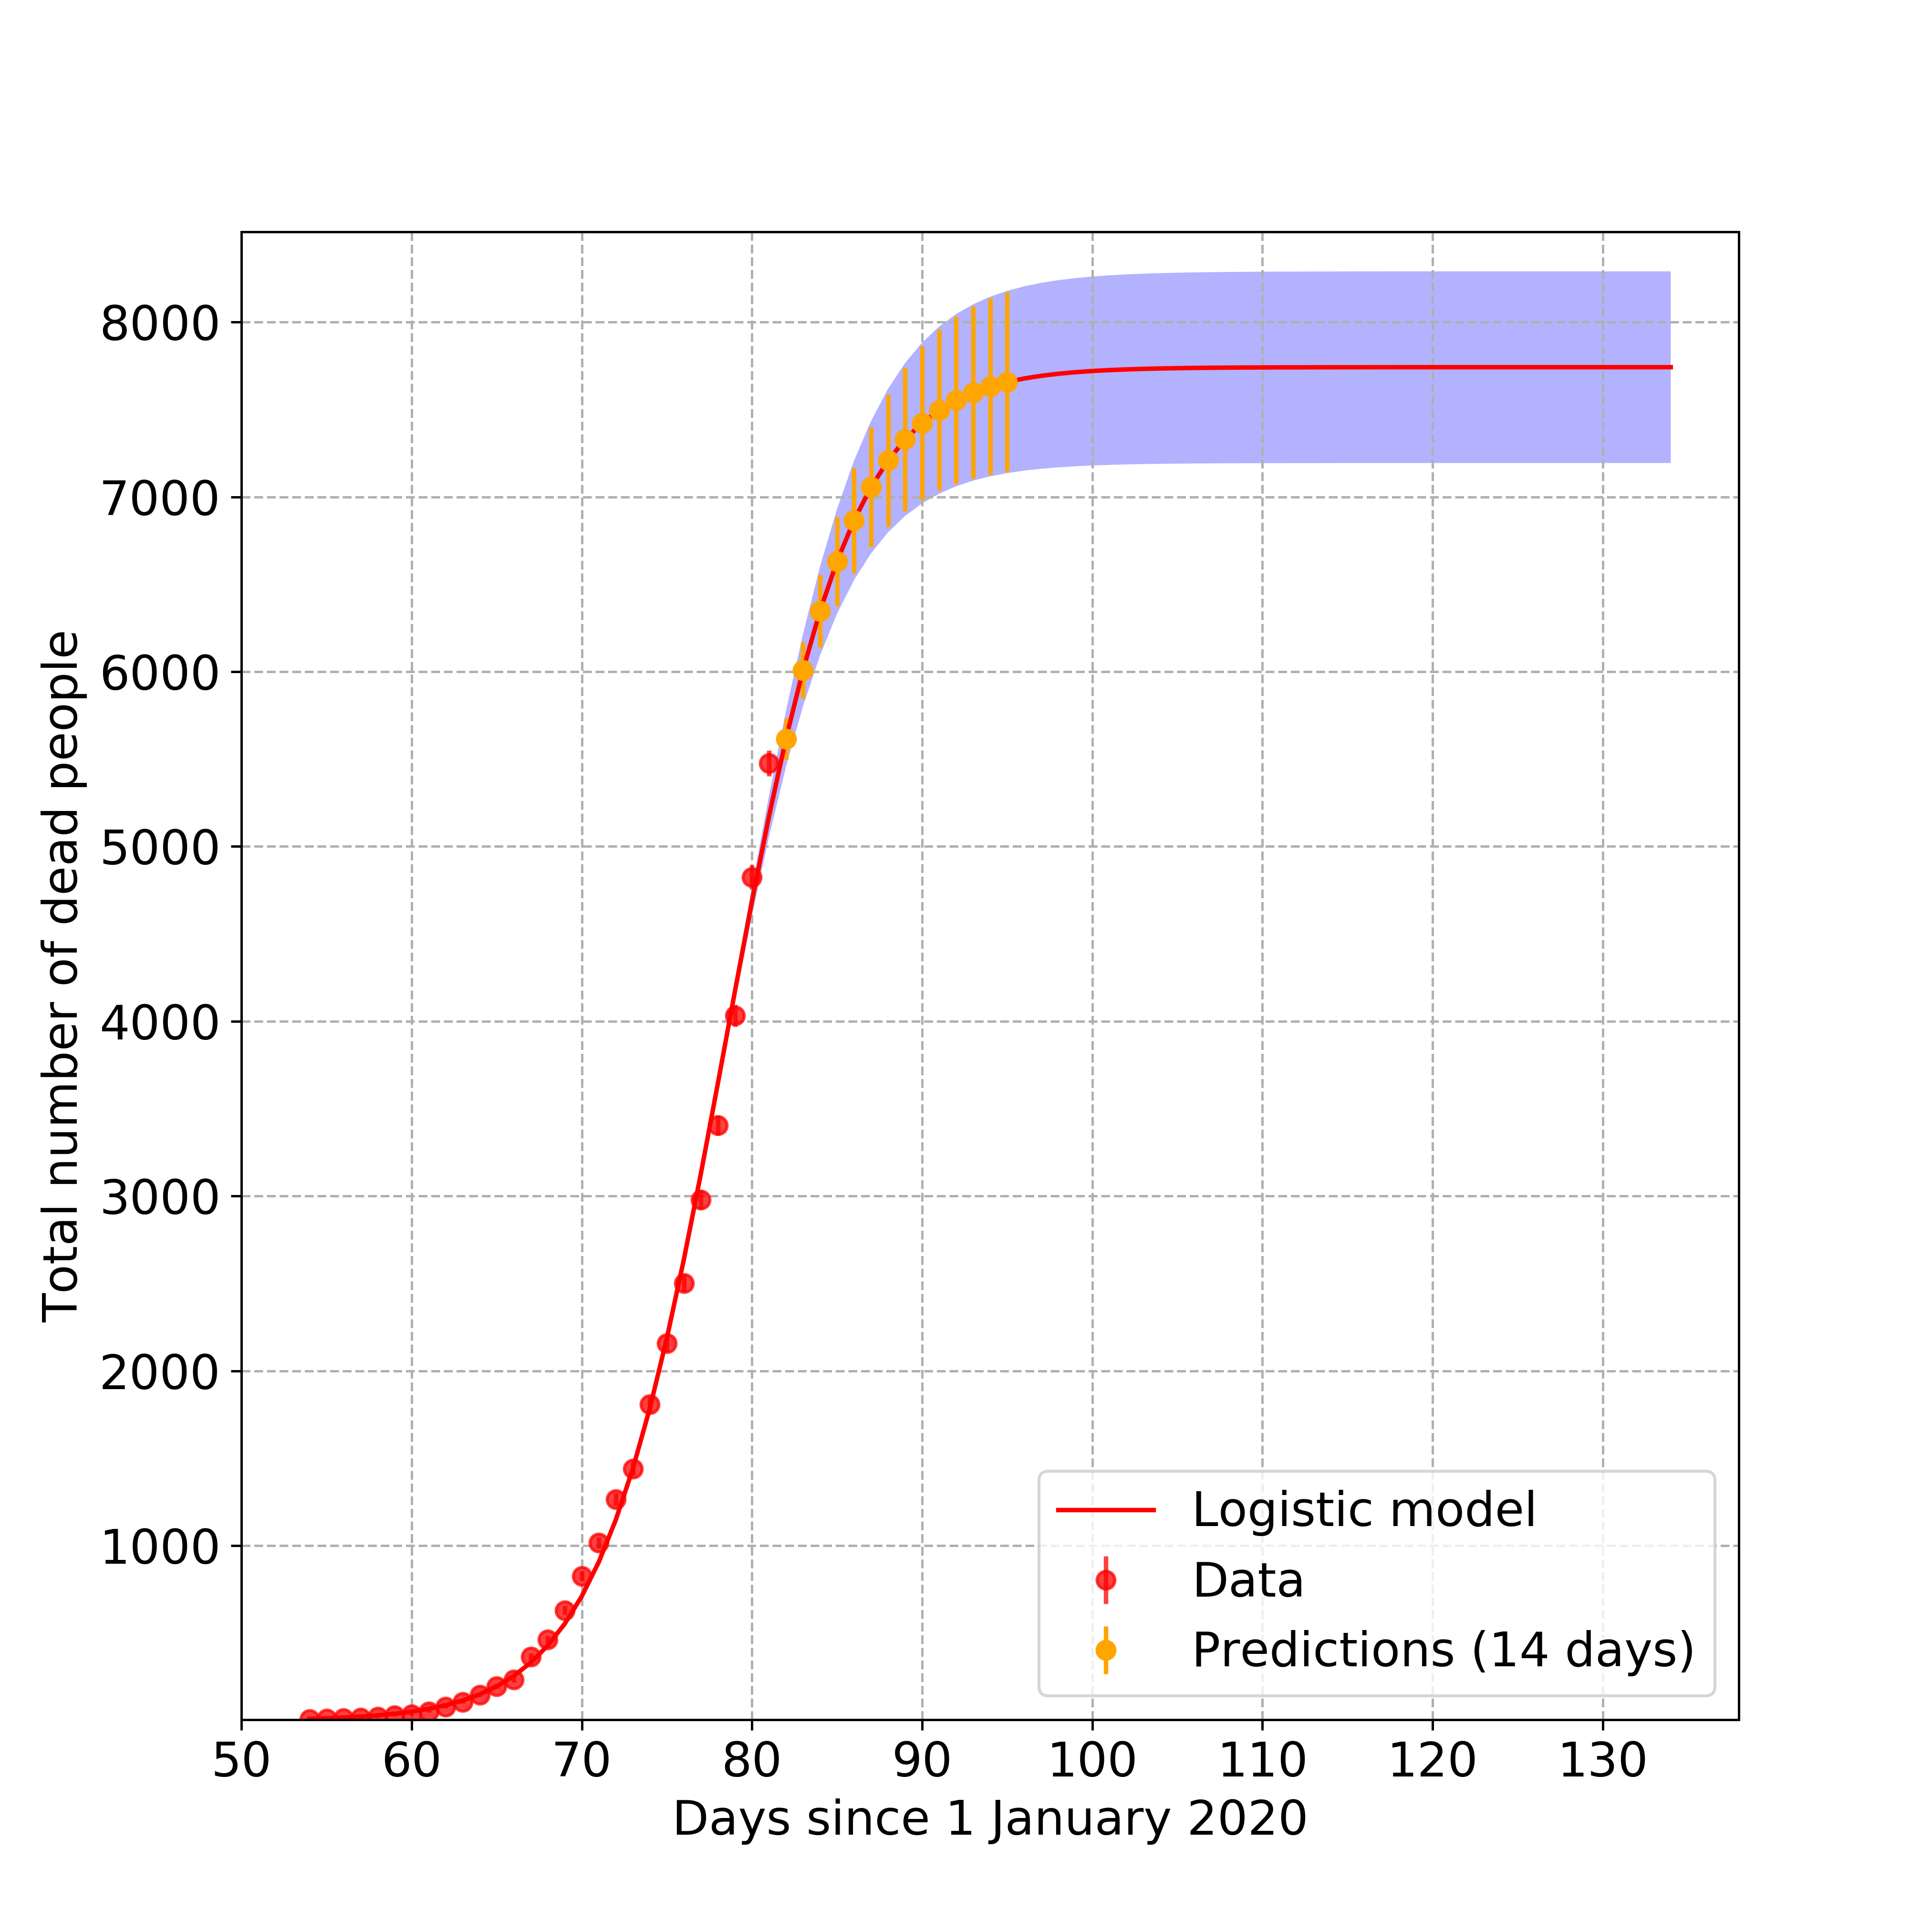 8000
7000
6000
5000
4000
3000
2000
1000
Total number of dead people
50 60 70 80 90 100 110 120 130
Days since 1 January 2020
Logistic model
Data
Predictions (14 days)